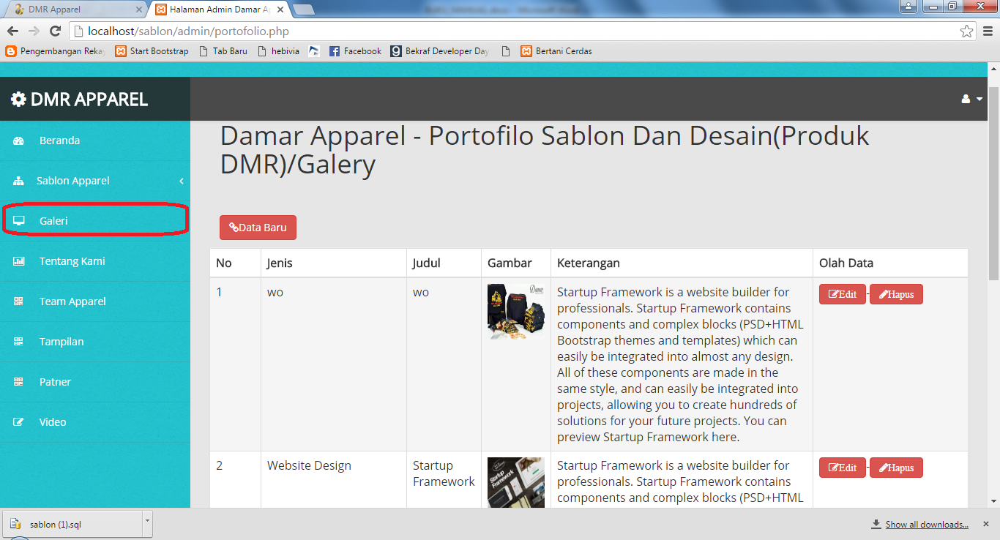 DMR Apparel
Halaman Admin Damar Ap
localhost/sablon/admin/portofolio.php
Pengembangan Reka
Start Bootstrap
Tab Baru
hebivia
Facebook
Bekraf Developer Day
Bertani Cerdas
DMR APPAREL
Beranda
Sablon Apparel
Galeri
Tentang Kami
Team Apparel
Tampilan
Patner
Video
Damar Apparel - Portofilo Sablon Dan Desain(Produk
DMR)/Galery
Data Baru
No Jenis Judul Gambar Keterangan Olah Data
1 wo wo
Damar
Startup Framework is a website builder for
professionals. Startup Framework contains
components and complex blocks (PSD+HTML
Bootstrap themes and templates) which can
easily be integrated into almost any design.
All of these components are made in the
same style, and can easily be integrated into
projects, allowing you to create hundreds of
solutions for your future projects. You can
preview Startup Framework here.
Edit - Hapus
2 Website Design Startup
Framework
Startup
Framework
Startup Framework is a website builder for
professionals. Startup Framework contains
components and complex blocks (PSD+HTML
Edit - Hapus
sablon (1).sql
Show all downloads...